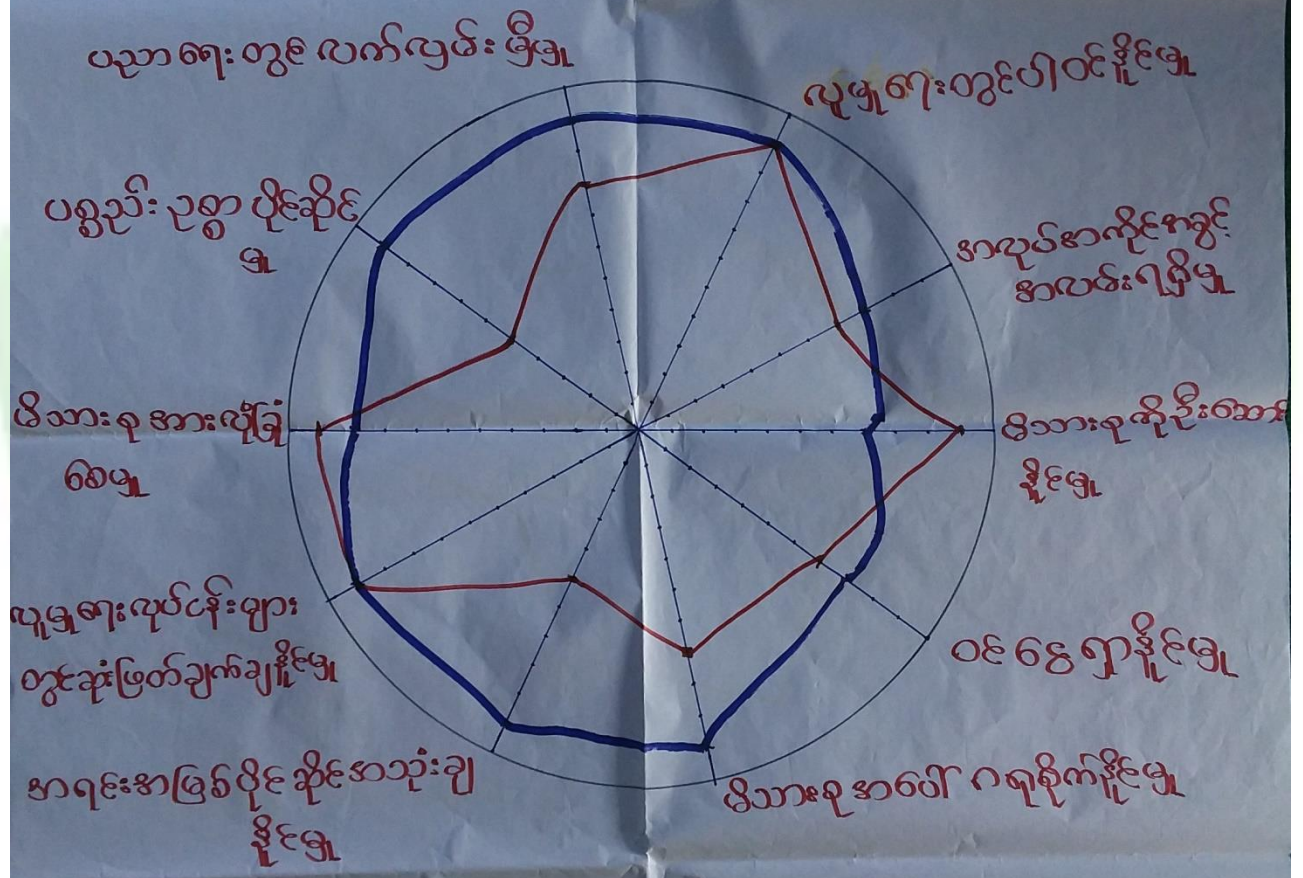 ပညာရေးတွင် လက်လှမ်းမှီမှု
လူမှုရေးတွင်ပါဝင်နိုင်မှု
ပစ္စည်းဥစ္စာ ပိုင်ဆိုင်
မှု
အလုပ်အကိုင်အခွင့်
အလမ်းရရှိမှု
မိသားစု အားလုံခြုံ
စေမှု
မိသားစုကိုဦးဆောင်
နိုင်မှု
လူမှုရေးလုပ်ငန်းများ
တွင်ဆုံးဖြတ်ချက်ချနိုင်မှု
ဝင်ငွေရှာနိုင်မှု
အရင်းအမြစ်ပိုင်ဆိုင်အသုံးချ
နိုင်မှု
မိသားစုအပေါ် ဂရုစိုက်နိုင်မှု